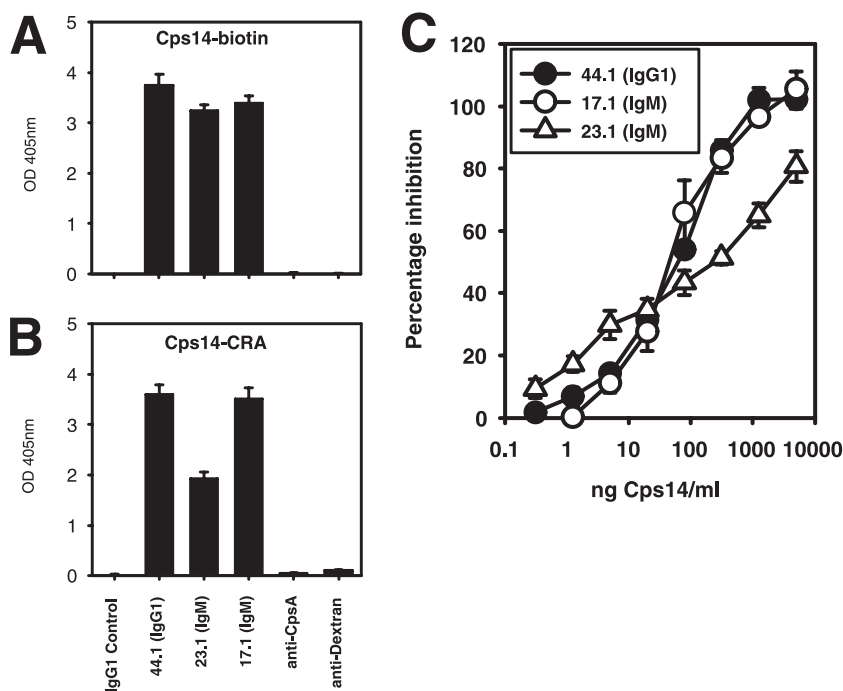 A
Cps14-biotin
OD 405nm
5
4
3
2
1
0
B
Cps14-CRA
OD 405nm
5
4
3
2
1
0
IgG1 Control
44.1 (IgG1)
23.1 (IgM)
17.1 (IgM)
anti-CpsA
anti-Dextran
C
Percentage inhibition
120
100
80
60
40
20
0
44.1 (IgG1)
17.1 (IgM)
23.1 (IgM)
0.1 1 10 100 1000 10000
ng Cps14/ml